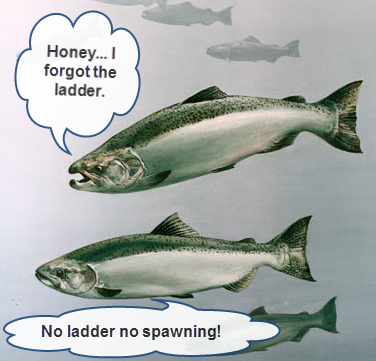 Honey... I
forgot the
ladder.
No ladder no spawning!